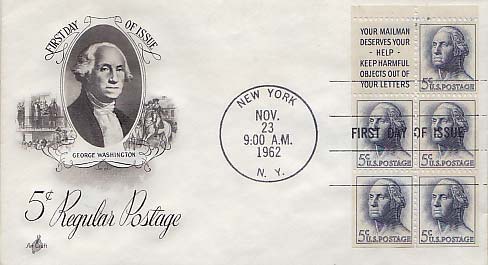 FIRST DAY OF ISSUE
GEORGE WASHINGTON
5¢ Regular Postage
Art Craft
NEW YORK
NOV.
23
9:00 A.M.
1962
N. Y.
YOUR MAILMAN
DESERVES YOUR
- HELP -
KEEP HARMFUL
OBJECTS OUT OF
YOUR LETTERS
5¢
U.S. POSTAGE
FIRST DAY OF ISSUE
5¢
U.S. POSTAGE
5¢
U.S. POSTAGE
5¢
U.S. POSTAGE
5¢
U.S. POSTAGE